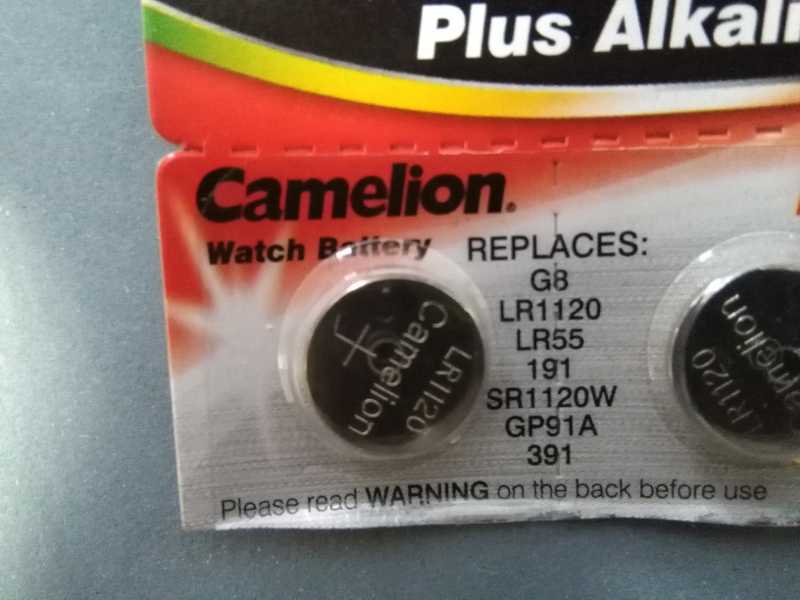 Plus Alkali
Camelion®
Watch Battery
REPLACES:
G8
LR1120
LR55
191
SR1120W
GP91A
391
+
Camelion
LR1120
Camelion
LR1120
Please read WARNING on the back before use